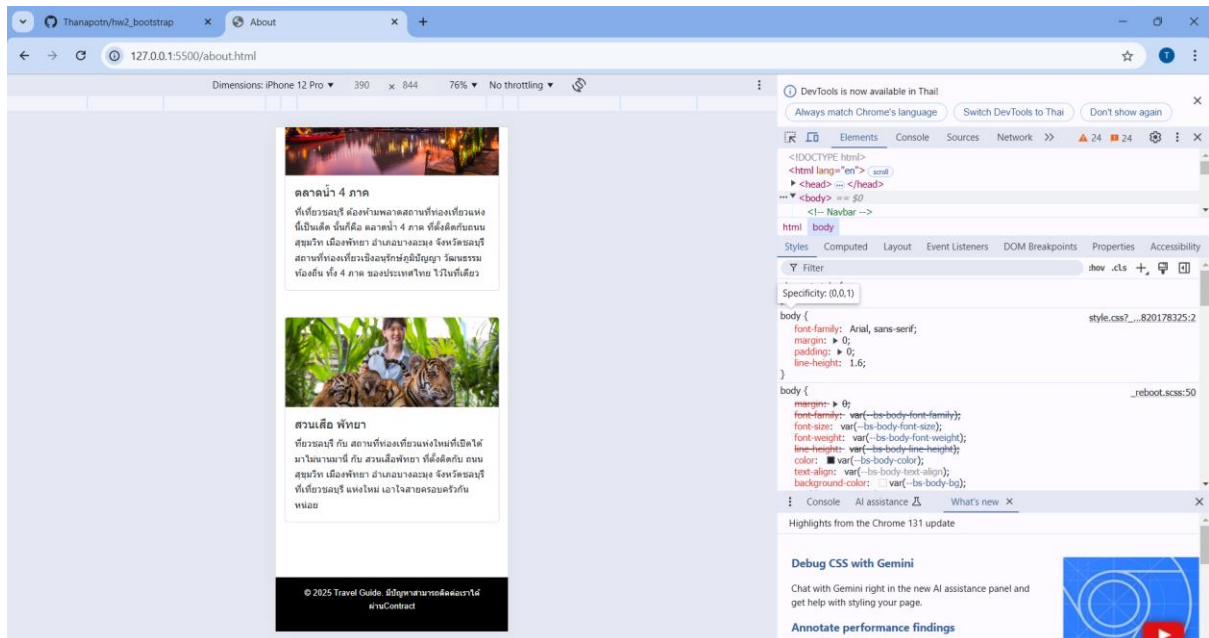 Thanapotn/hw2_bootstrap
About
127.0.0.1:5500/about.html
Dimensions: iPhone 12 Pro 390 x 844 76% No throttling
ตลาดน้ำ 4 ภาค
ที่เที่ยวชลบุรี ต้องห้ามพลาดสถานที่ท่องเที่ยวแห่ง
นี้เป็นเด็ด นั่นก็คือ ตลาดน้ำ 4 ภาค ที่ตั้งติดกับถนน
สุขุมวิท เมืองพัทยา อำเภอบางละมุง จังหวัดชลบุรี
สถานที่ท่องเที่ยวเชิงอนุรักษ์ภูมิปัญญา วัฒนธรรม
ท้องถิ่น ทั้ง 4 ภาค ของประเทศไทย ไว้ในที่เดียว
สวนเสือ พัทยา
ที่ยวชลบุรี กับ สถานที่ท่องเที่ยวแห่งใหม่ที่เปิดได้
มาไม่นานมานี้ กับ สวนเสือพัทยา ที่ตั้งติดกับ ถนน
สุขุมวิท เมืองพัทยา อำเภอบางละมุง จังหวัดชลบุรี
ที่เที่ยวชลบุรี แห่งใหม่ เอาใจสายครอบครัวกัน
หน่อย
© 2025 Travel Guide. มีปัญหาสามารถติดต่อเราได้
ผ่านContract
DevTools is now available in Thai!
Always match Chrome's language Switch DevTools to Thai Don't show again
Elements Console Sources Network 24 24
<!DOCTYPE html>
<html lang="en"> scroll
<head> … </head>
<body> == $0
<!-- Navbar -->
html body
Styles Computed Layout Event Listeners DOM Breakpoints Properties Accessibility
Filter :hov .cls
Specificity: (0,0,1)
body { style.css?_...820178325:2
font-family: Arial, sans-serif;
margin: 0;
padding: 0;
line-height: 1.6;
}
body { _reboot.scss:50
margin: 0;
font-family: var(--bs-body-font-family);
font-size: var(--bs-body-font-size);
font-weight: var(--bs-body-font-weight);
line-height: var(--bs-body-line-height);
color: var(--bs-body-color);
text-align: var(--bs-body-text-align);
background-color: var(--bs-body-bg);
Console AI assistance What's new
Highlights from the Chrome 131 update
Debug CSS with Gemini
Chat with Gemini right in the new AI assistance panel and
get help with styling your page.
Annotate performance findings